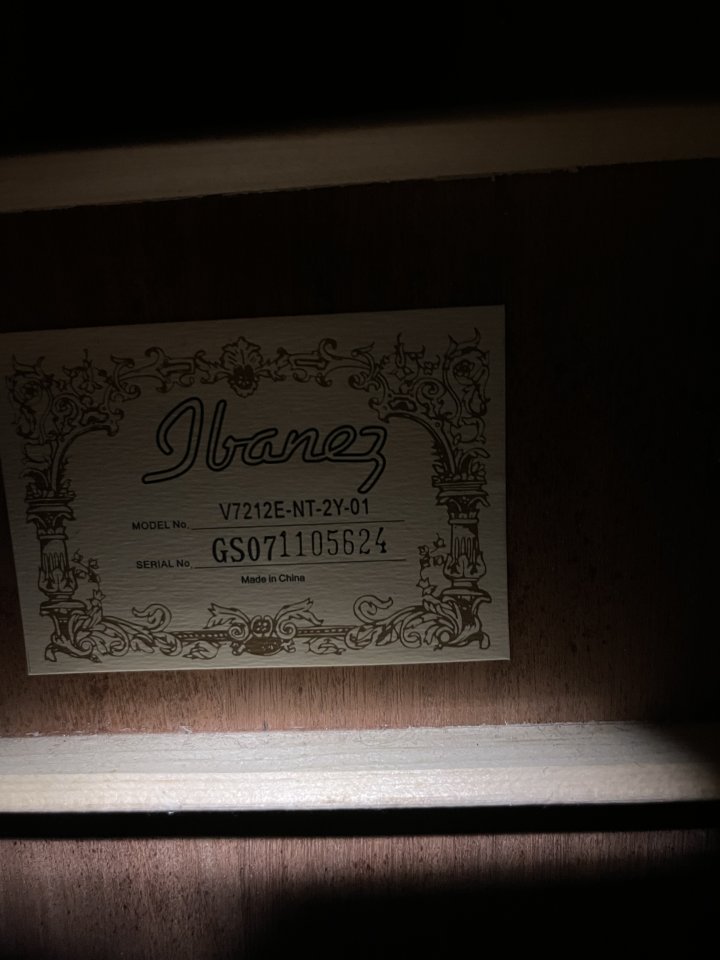 Ibanez
MODEL No. V7212E-NT-2Y-01
SERIAL No. GS071105624
Made in China